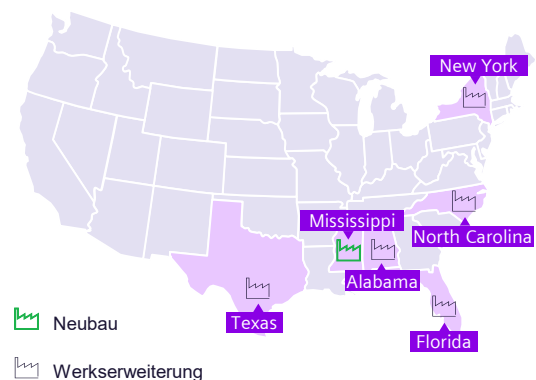 New York
North Carolina
Mississippi
Alabama
Texas
Florida
Neubau
Werkserweiterung